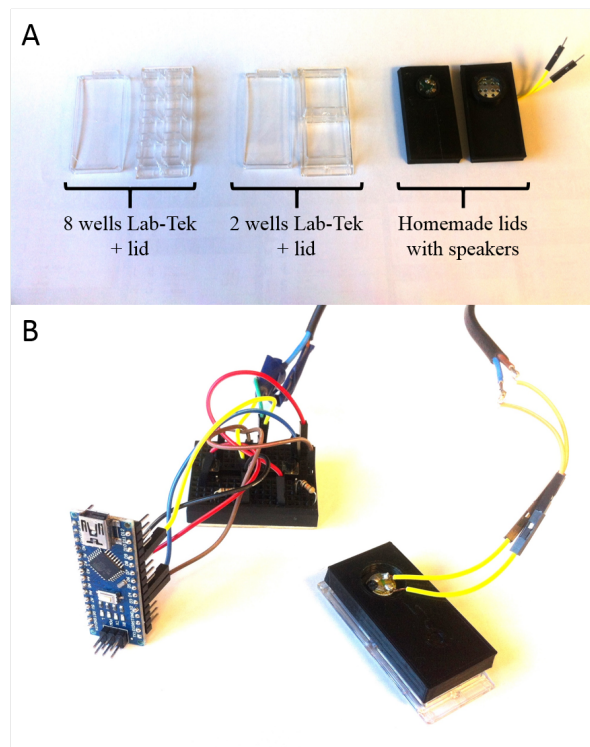 A
8 wells Lab-Tek
+ lid
2 wells Lab-Tek
+ lid
Homemade lids
with speakers
B